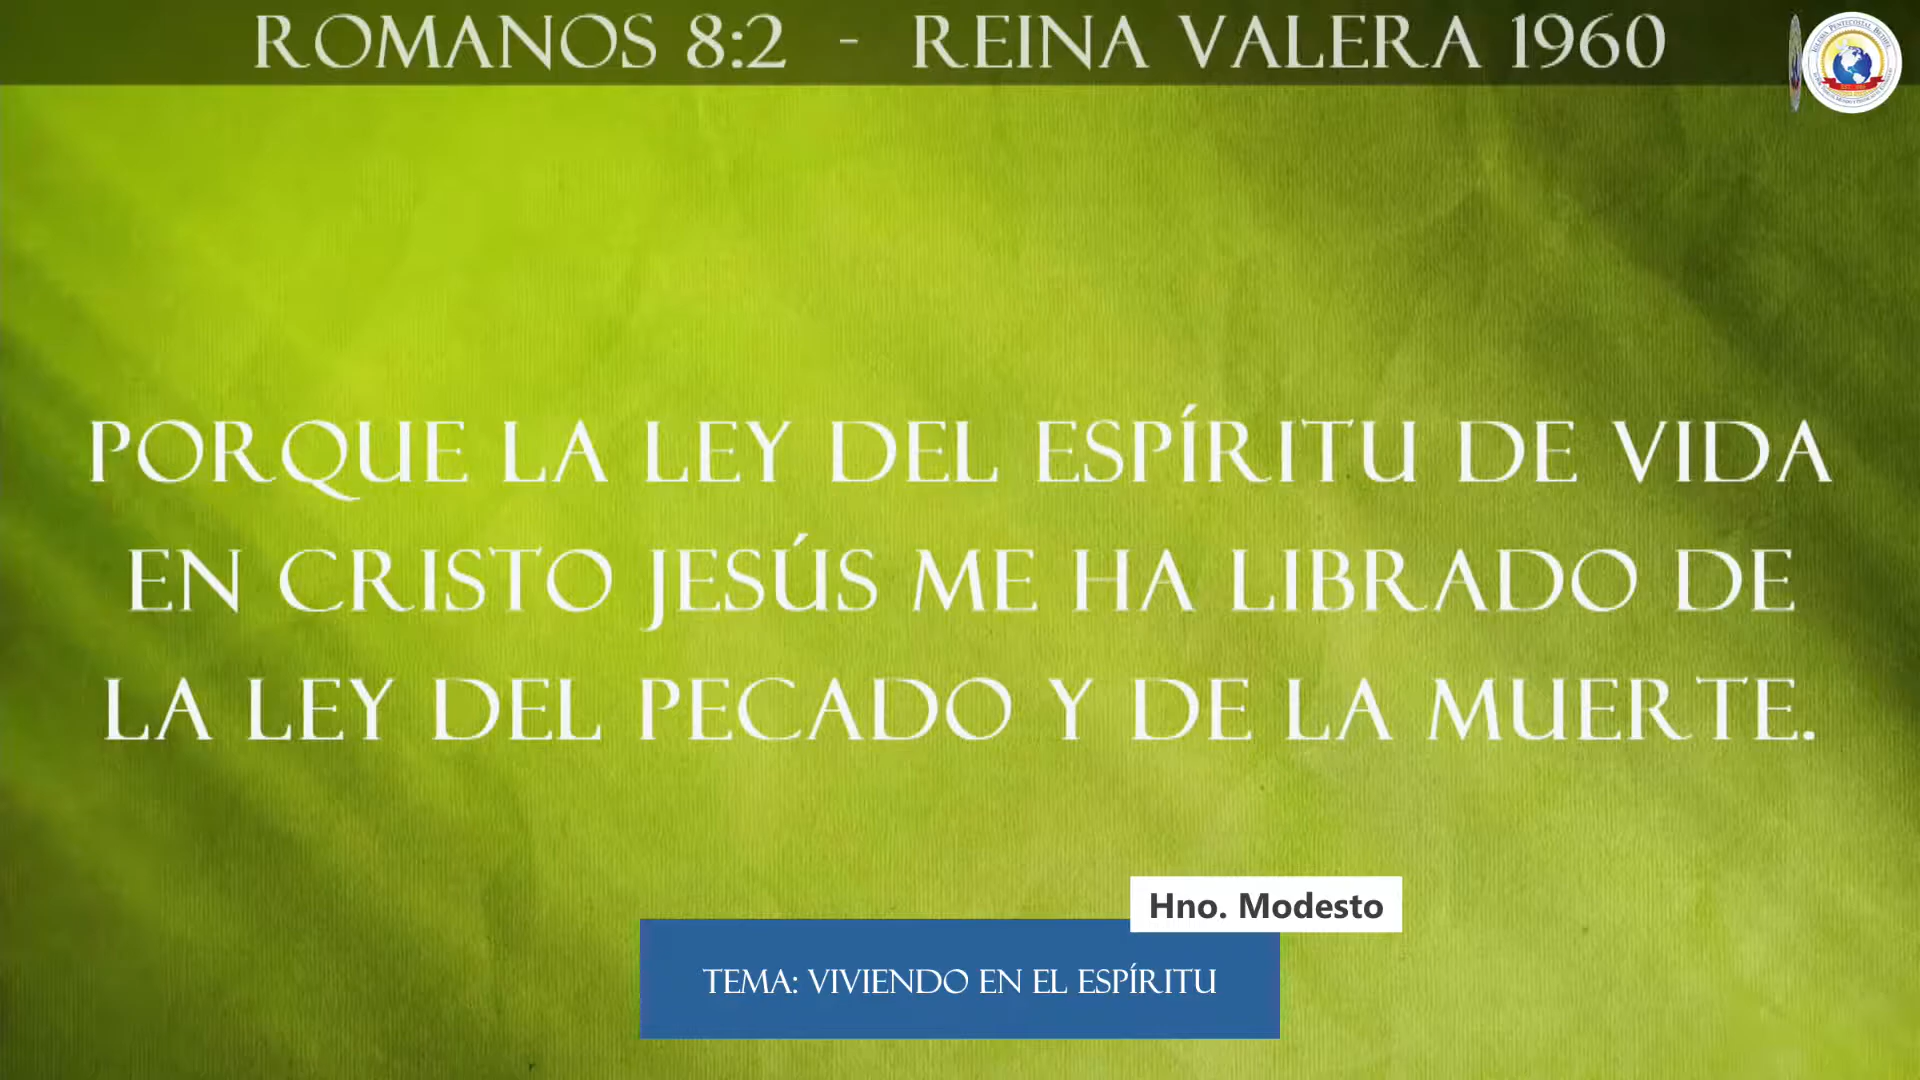 ROMANOS 8:2 - REINA VALERA 1960
PORQUE LA LEY DEL ESPÍRITU DE VIDA
EN CRISTO JESÚS ME HA LIBRADO DE
LA LEY DEL PECADO Y DE LA MUERTE.
Hno. Modesto
TEMA: VIVIENDO EN EL ESPÍRITU